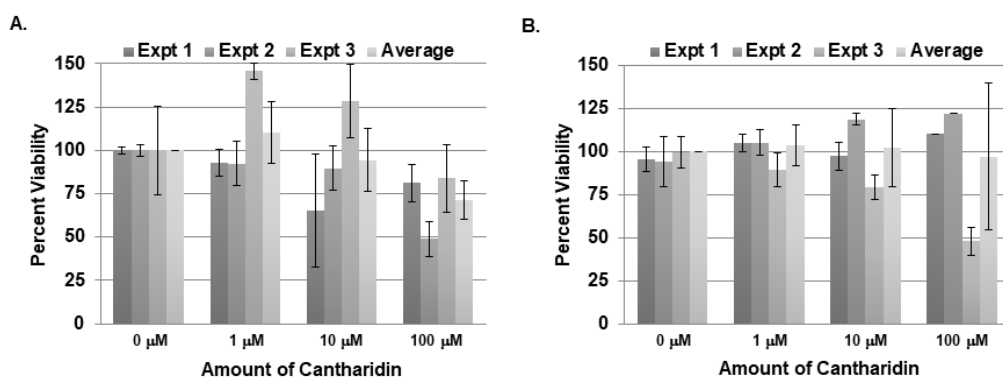 A.
Expt 1 Expt 2 Expt 3 Average
150
125
100
75
50
25
0
Percent Viability
0 µM 1 µM 10 µM 100 µM
Amount of Cantharidin
B.
Expt 1 Expt 2 Expt 3 Average
150
125
100
75
50
25
0
Percent Viability
0 µM 1 µM 10 µM 100 µM
Amount of Cantharidin